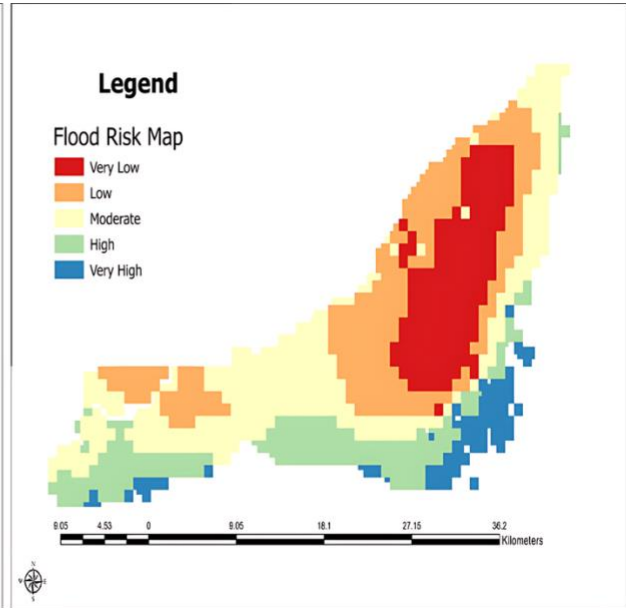 Legend
Flood Risk Map
Very Low
Low
Moderate
High
Very High
9.05 4.53 0 9.05 18.1 27.15 36.2
Kilometers
N
W E
S